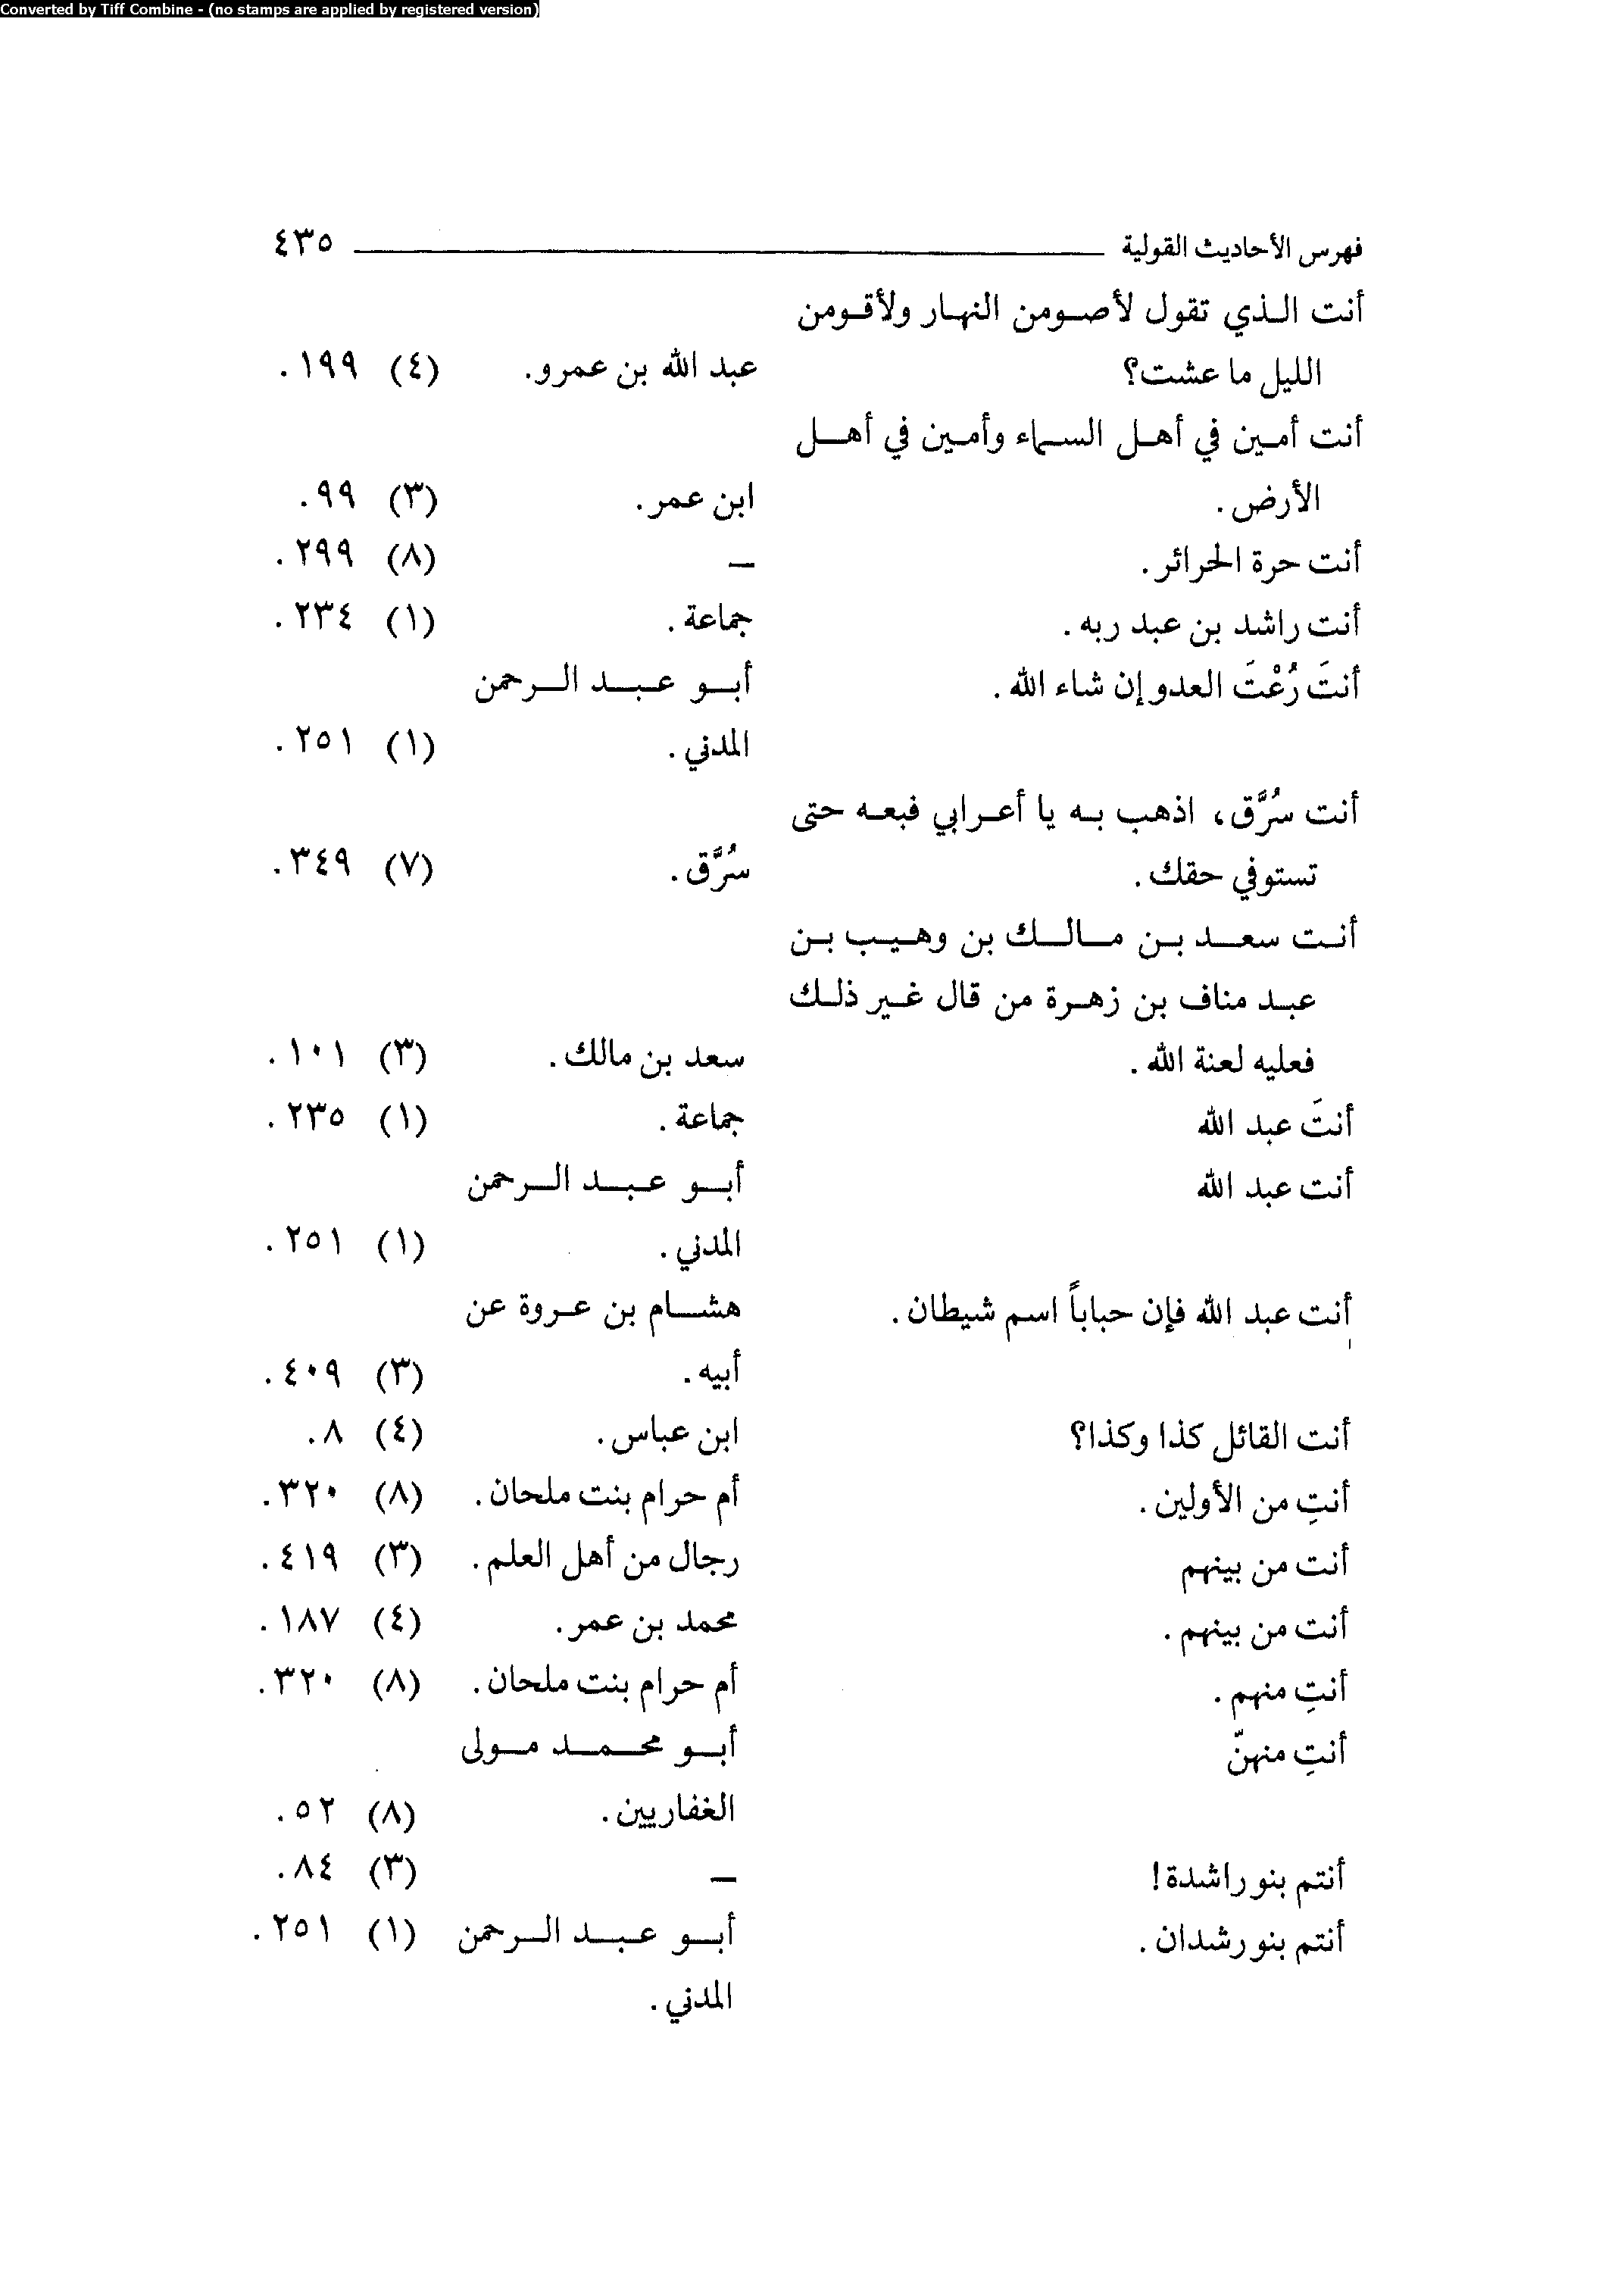 Converted by Tiff Combine - (no stamps are applied by registered version)
فهرس الأحاديث القولية ٤٣٥
أنت الذي تقول لأصومن النهار ولأقومن
الليل ما عشت؟ عبد الله بن عمرو. (٤) ١٩٩.
أنت أمين في أهل السماء وأمين في أهل
الأرض. ابن عمر. (٣) ٩٩.
أنت حرة الحرائر. – (٨) ٢٩٩.
أنت راشد بن عبد ربه. جماعة. (١) ٢٣٤.
أنتَ رُعْتَ العدو إن شاء الله. أبو عبد الرحمن
المدني. (١) ٢٥١.
أنت سُرَّق، اذهب به يا أعرابي فبعه حتى
تستوفي حقك. سُرَّق. (٧) ٣٤٩.
أنت سعد بن مالك بن وهيب بن
عبد مناف بن زهرة من قال غير ذلك
فعليه لعنة الله. سعد بن مالك. (٣) ١٠١.
أنتَ عبد الله جماعة. (١) ٢٣٥.
أنت عبد الله أبو عبد الرحمن
المدني. (١) ٢٥١.
أنت عبد الله فإن حباباً اسم شيطان. هشام بن عروة عن
أبيه. (٣) ٤٠٩.
أنت القائل كذا وكذا؟ ابن عباس. (٤) ٨.
أنتِ من الأولين. أم حرام بنت ملحان. (٨) ٣٢٠.
أنت من بينهم رجال من أهل العلم. (٣) ٤١٩.
أنت من بينهم. محمد بن عمر. (٤) ١٨٧.
أنتِ منهم. أم حرام بنت ملحان. (٨) ٣٢٠.
أنتِ منهنّ أبو محمد مولى
الغفاريين. (٨) ٥٢.
أنتم بنو راشدة! – (٣) ٨٤.
أنتم بنو رشدان. أبو عبد الرحمن (١) ٢٥١.
المدني.